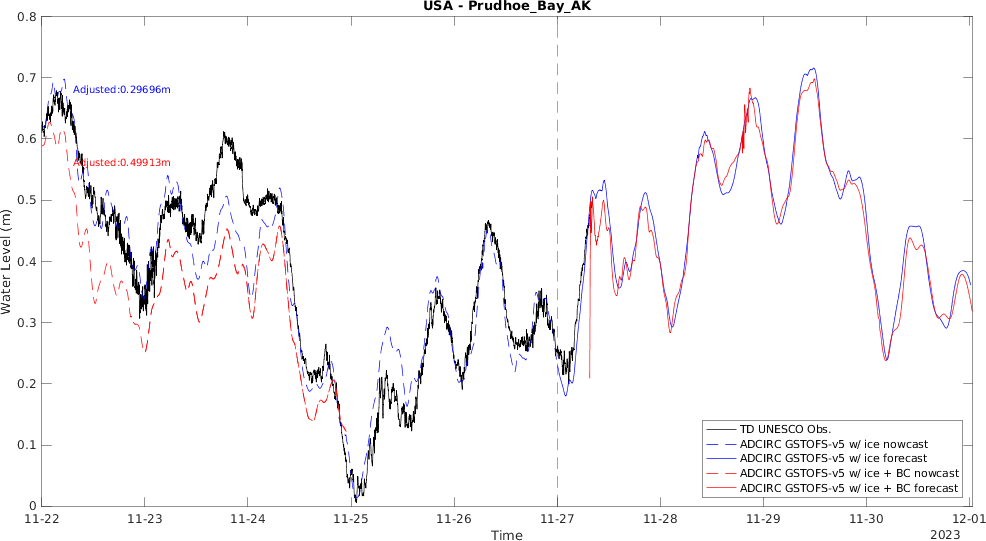 USA - Prudhoe_Bay_AK
0.8
0.7
0.6
0.5
0.4
0.3
0.2
0.1
0
Water Level (m)
Adjusted:0.29696m
Adjusted:0.49913m
TD UNESCO Obs.
ADCIRC GSTOFS-v5 w/ ice nowcast
ADCIRC GSTOFS-v5 w/ ice forecast
ADCIRC GSTOFS-v5 w/ ice + BC nowcast
ADCIRC GSTOFS-v5 w/ ice + BC forecast
11-22 11-23 11-24 11-25 11-26 11-27 11-28 11-29 11-30 12-01
Time
2023